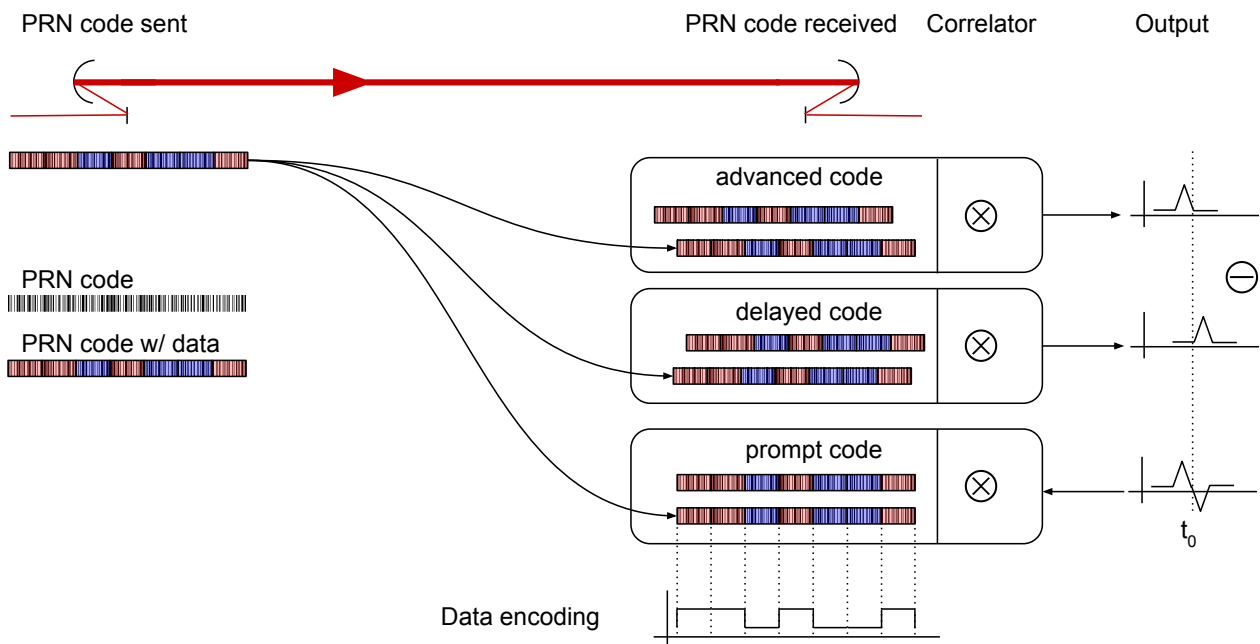 PRN code sent
PRN code received
Correlator
Output
advanced code
PRN code
delayed code
PRN code w/ data
prompt code
t₀
Data encoding